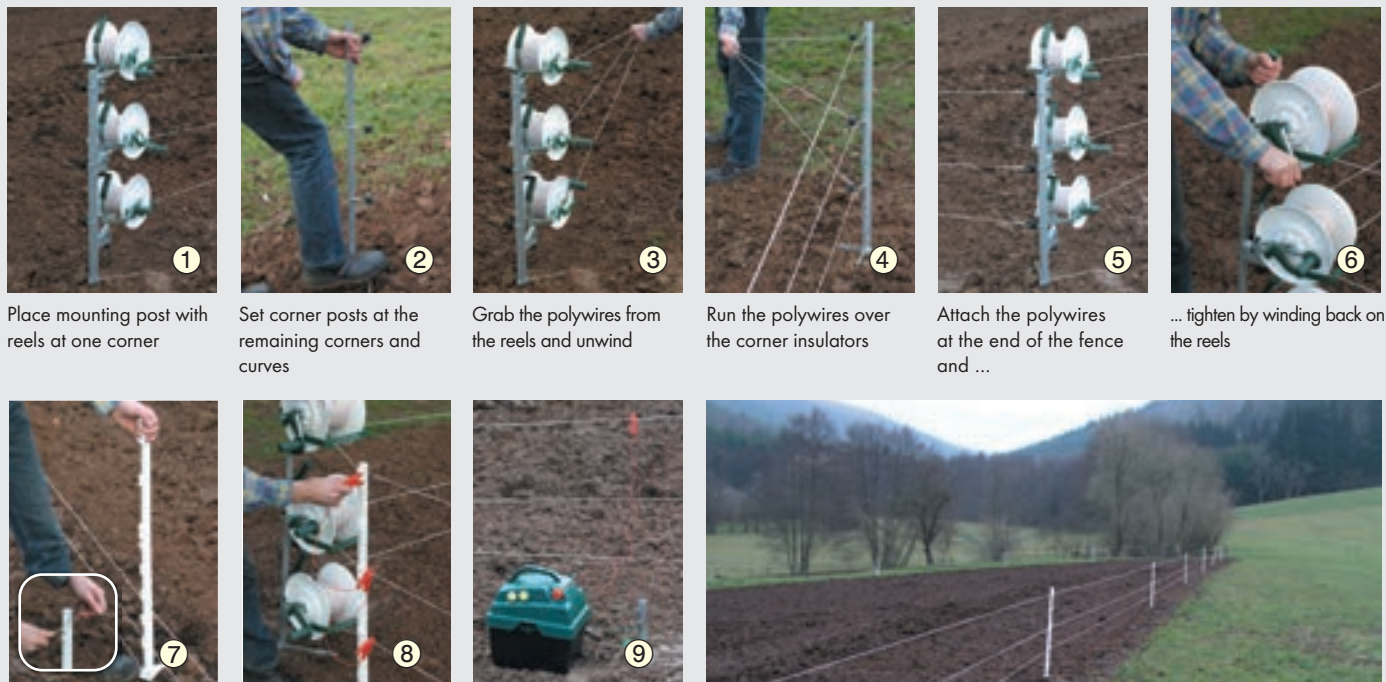 1
2
3
4
5
6
Place mounting post with
reels at one corner
Set corner posts at the
remaining corners and
curves
Grab the polywires from
the reels and unwind
Run the polywires over
the corner insulators
Attach the polywires
at the end of the fence
and ...
... tighten by winding back on
the reels
7
8
9